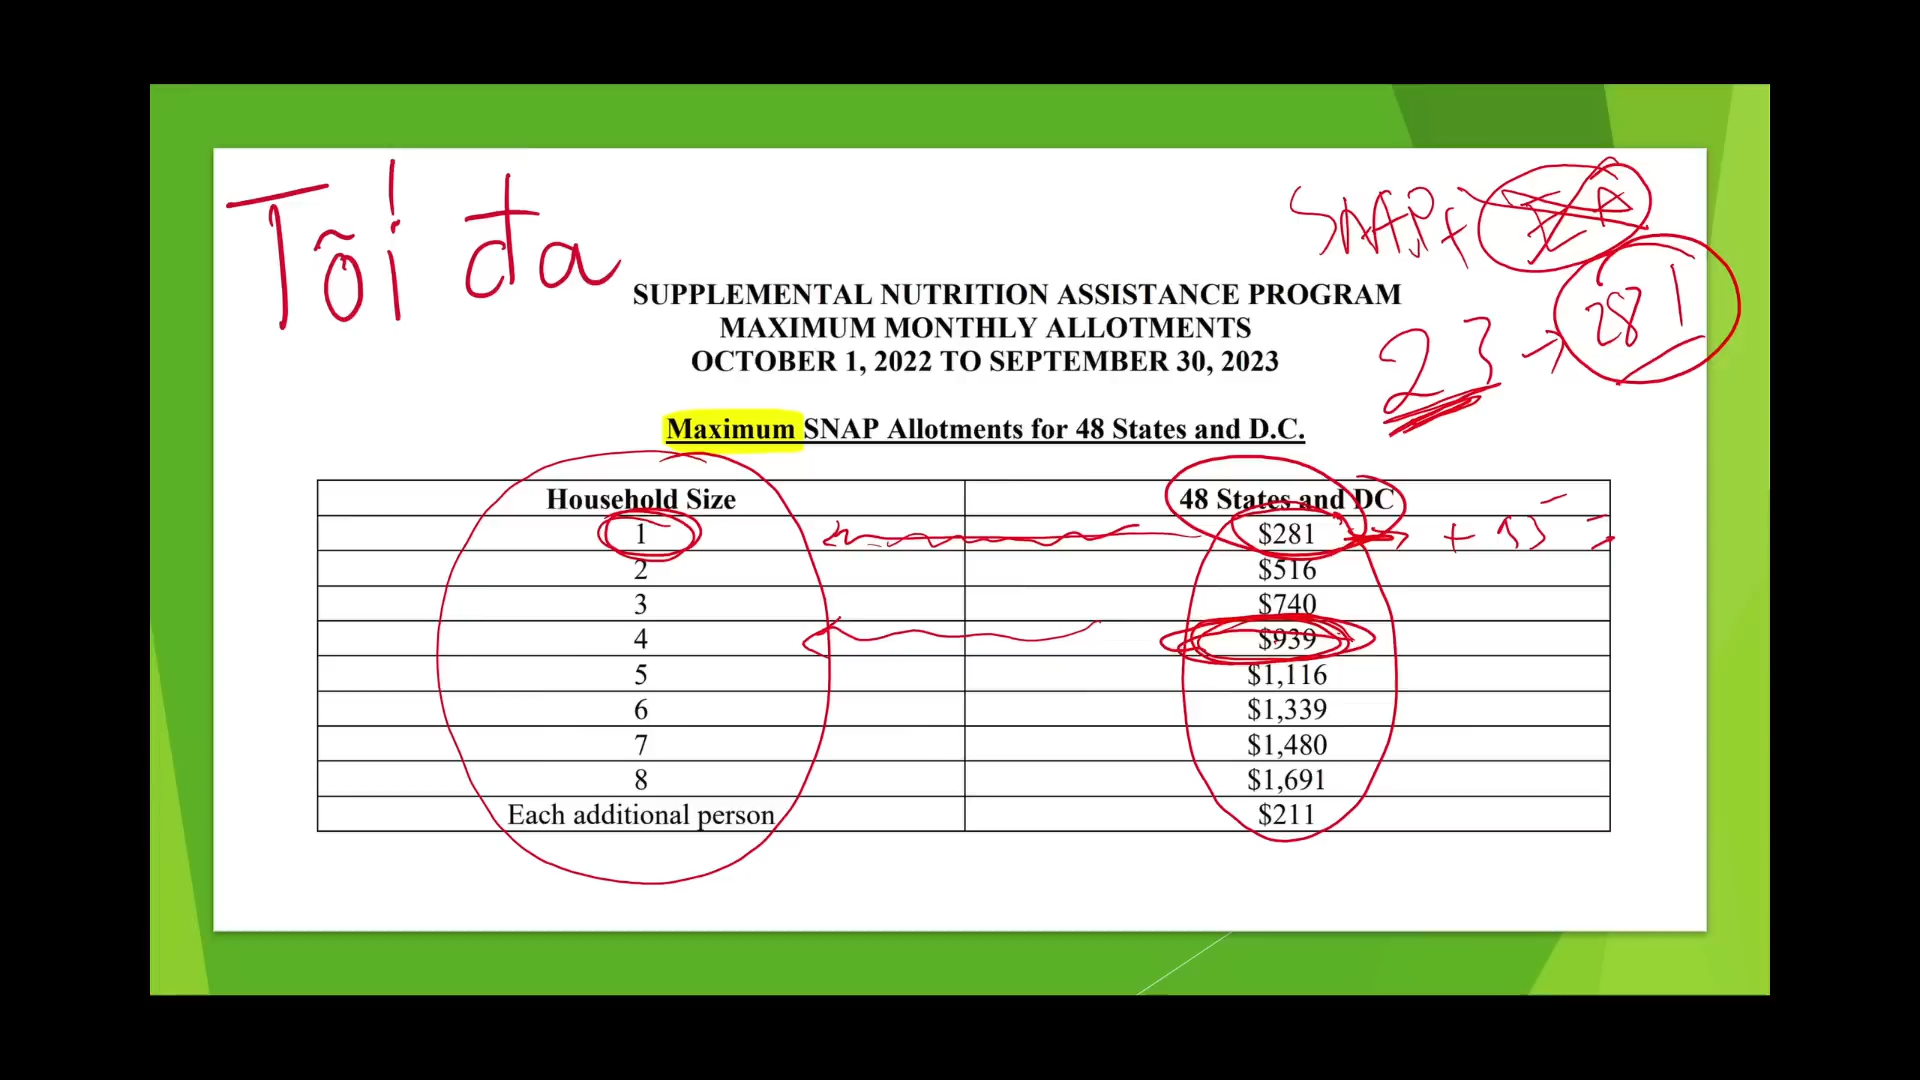 Tối đa
SNAP + EA
281
23 →
SUPPLEMENTAL NUTRITION ASSISTANCE PROGRAM
MAXIMUM MONTHLY ALLOTMENTS
OCTOBER 1, 2022 TO SEPTEMBER 30, 2023
Maximum SNAP Allotments for 48 States and D.C.
Household Size 48 States and DC
1 $281 + 95 =
2 $516
3 $740
4 $939
5 $1,116
6 $1,339
7 $1,480
8 $1,691
Each additional person $211